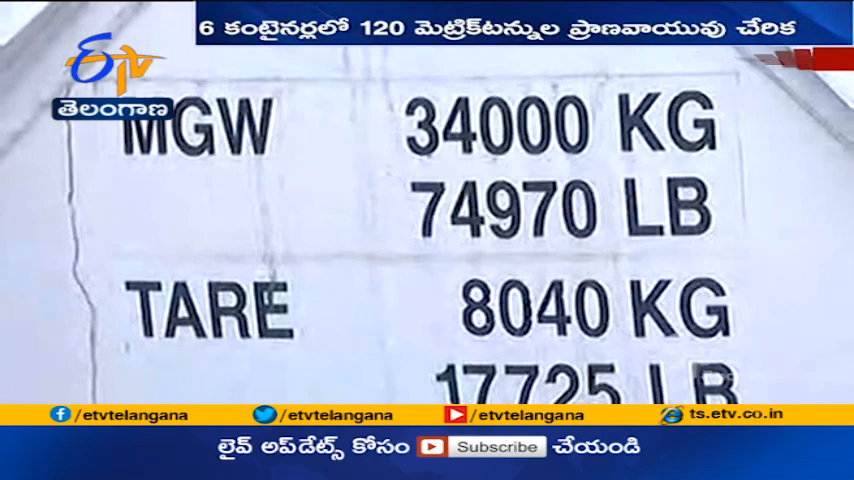 6 కంటైనర్లలో 120 మెట్రిక్‌టన్నుల ప్రాణవాయువు చేరిక
ETV
తెలంగాణ
MGW 34000 KG
74970 LB
TARE 8040 KG
17725 LB
/etvtelangana /etvtelangana /etvtelangana ts.etv.co.in
లైవ్ అప్‌డేట్స్ కోసం Subscribe చేయండి